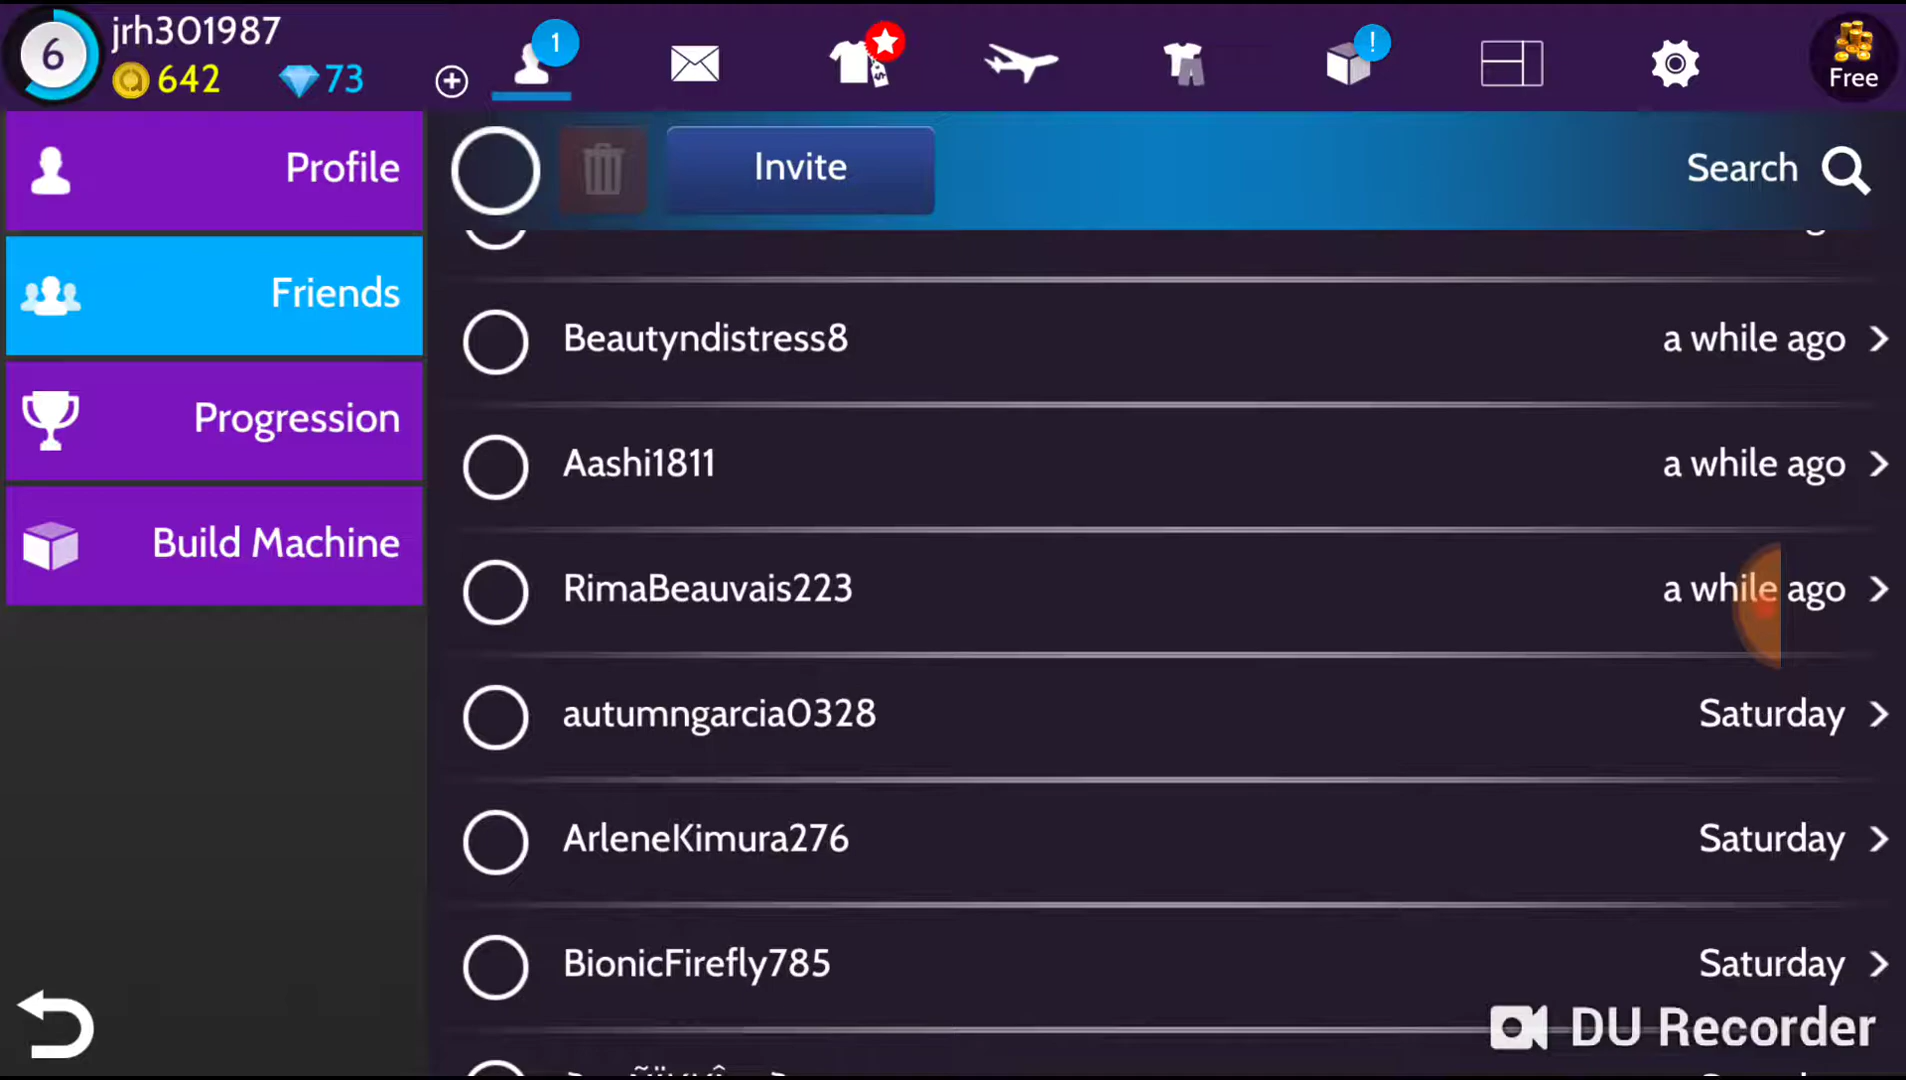 6
jrh301987
642
73
1
!
Free
Profile
Friends
Progression
Build Machine
Invite
Search
Beautyndistress8 a while ago
Aashi1811 a while ago
RimaBeauvais223 a while ago
autumngarcia0328 Saturday
ArleneKimura276 Saturday
BionicFirefly785 Saturday
DU Recorder